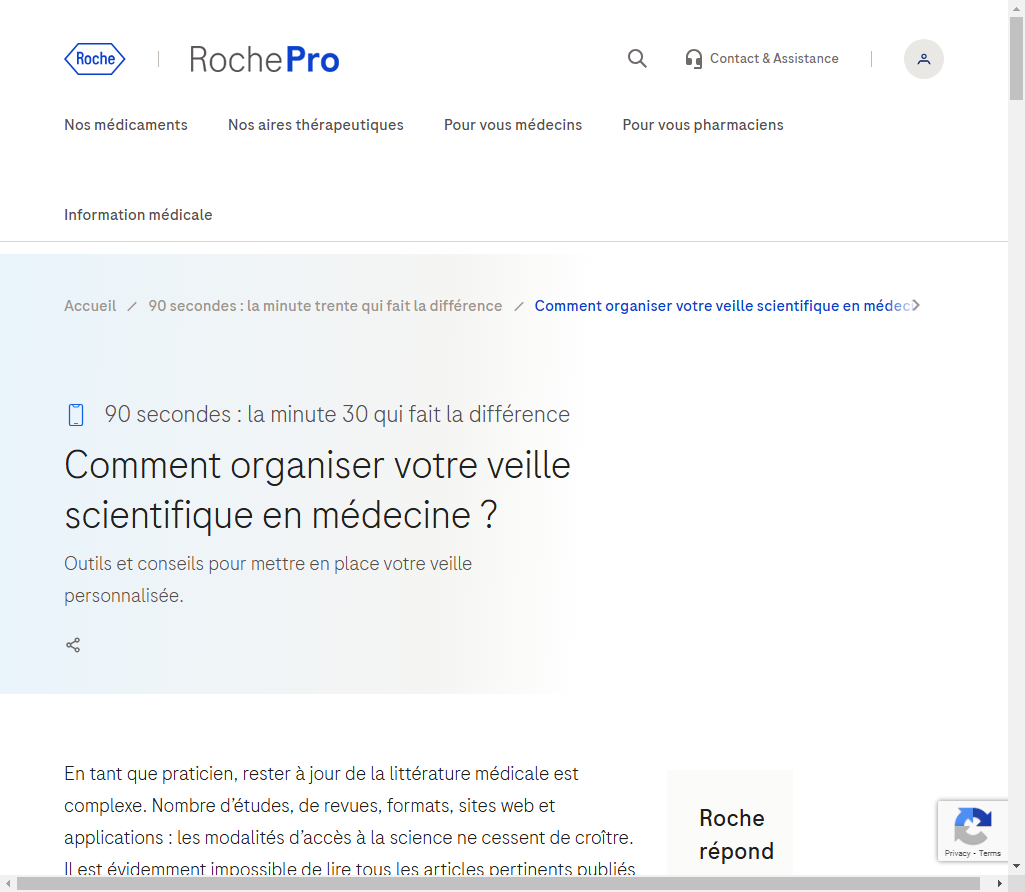 Roche
RochePro
Contact & Assistance
Nos médicaments
Nos aires thérapeutiques
Pour vous médecins
Pour vous pharmaciens
Information médicale
Accueil / 90 secondes : la minute trente qui fait la différence / Comment organiser votre veille scientifique en médec
90 secondes : la minute 30 qui fait la différence
Comment organiser votre veille
scientifique en médecine ?
Outils et conseils pour mettre en place votre veille
personnalisée.
En tant que praticien, rester à jour de la littérature médicale est
complexe. Nombre d’études, de revues, formats, sites web et
applications : les modalités d’accès à la science ne cessent de croître.
Il est évidemment impossible de lire tous les articles pertinents publiés
Roche
répond
Privacy - Terms